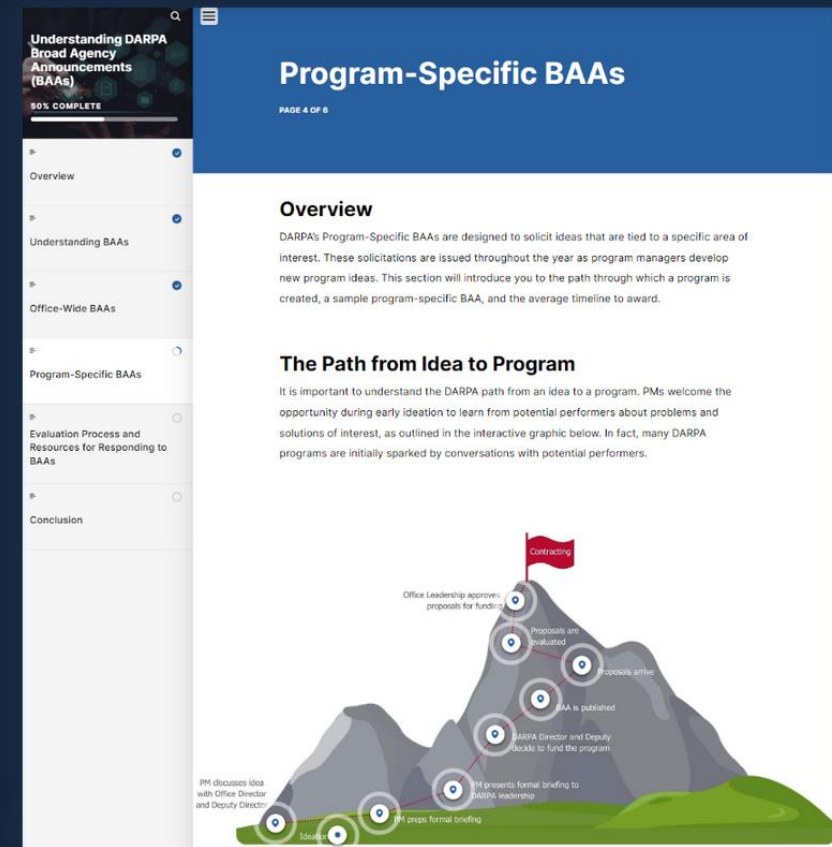 Understanding DARPA
Broad Agency
Announcements
(BAAs)
50% COMPLETE
Overview
Understanding BAAs
Office-Wide BAAs
Program-Specific BAAs
Evaluation Process and
Resources for Responding to
BAAs
Conclusion
Program-Specific BAAs
PAGE 4 OF 6
Overview
DARPA's Program-Specific BAAs are designed to solicit ideas that are tied to a specific area of
interest. These solicitations are issued throughout the year as program managers develop
new program ideas. This section will introduce you to the path through which a program is
created, a sample program-specific BAA, and the average timeline to award.
The Path from Idea to Program
It is important to understand the DARPA path from an idea to a program. PMs welcome the
opportunity during early ideation to learn from potential performers about problems and
solutions of interest, as outlined in the interactive graphic below. In fact, many DARPA
programs are initially sparked by conversations with potential performers.
Contracting
Office Leadership approves
proposals for funding
Proposals are
evaluated
Proposals arrive
BAA is published
DARPA Director and Deputy
decide to fund the program
PM presents formal briefing to
DARPA leadership
PM discusses idea
with Office Director
and Deputy Director
PM preps formal briefing
Ideation